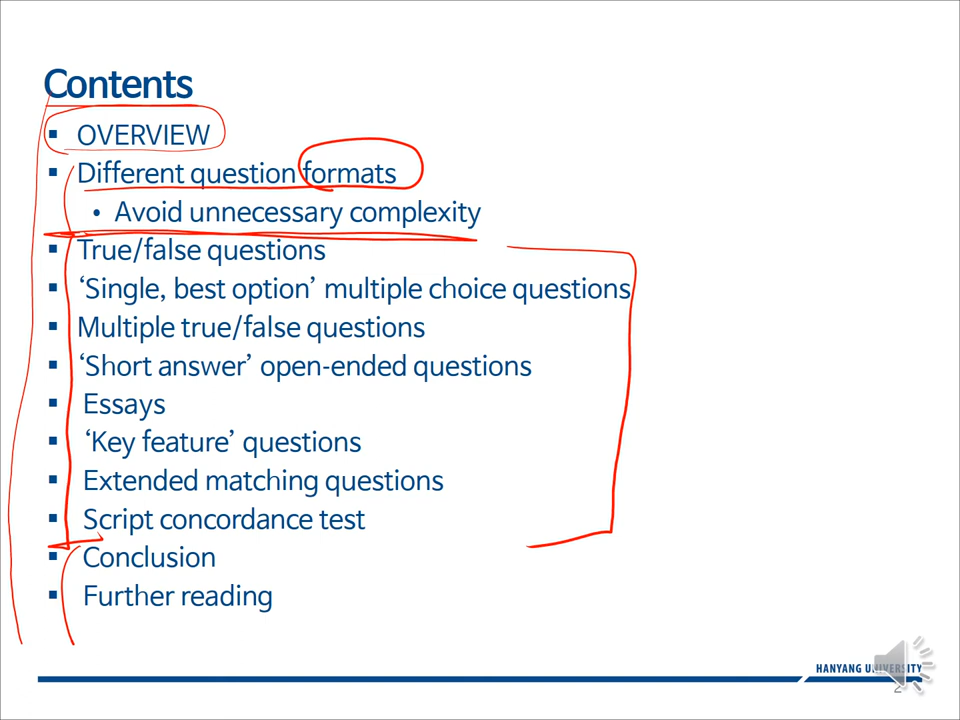 Contents
▪ OVERVIEW
▪ Different question formats
• Avoid unnecessary complexity
▪ True/false questions
▪ ‘Single, best option’ multiple choice questions
▪ Multiple true/false questions
▪ ‘Short answer’ open-ended questions
▪ Essays
▪ ‘Key feature’ questions
▪ Extended matching questions
▪ Script concordance test
▪ Conclusion
▪ Further reading
HANYANG UNIVERSITY
2